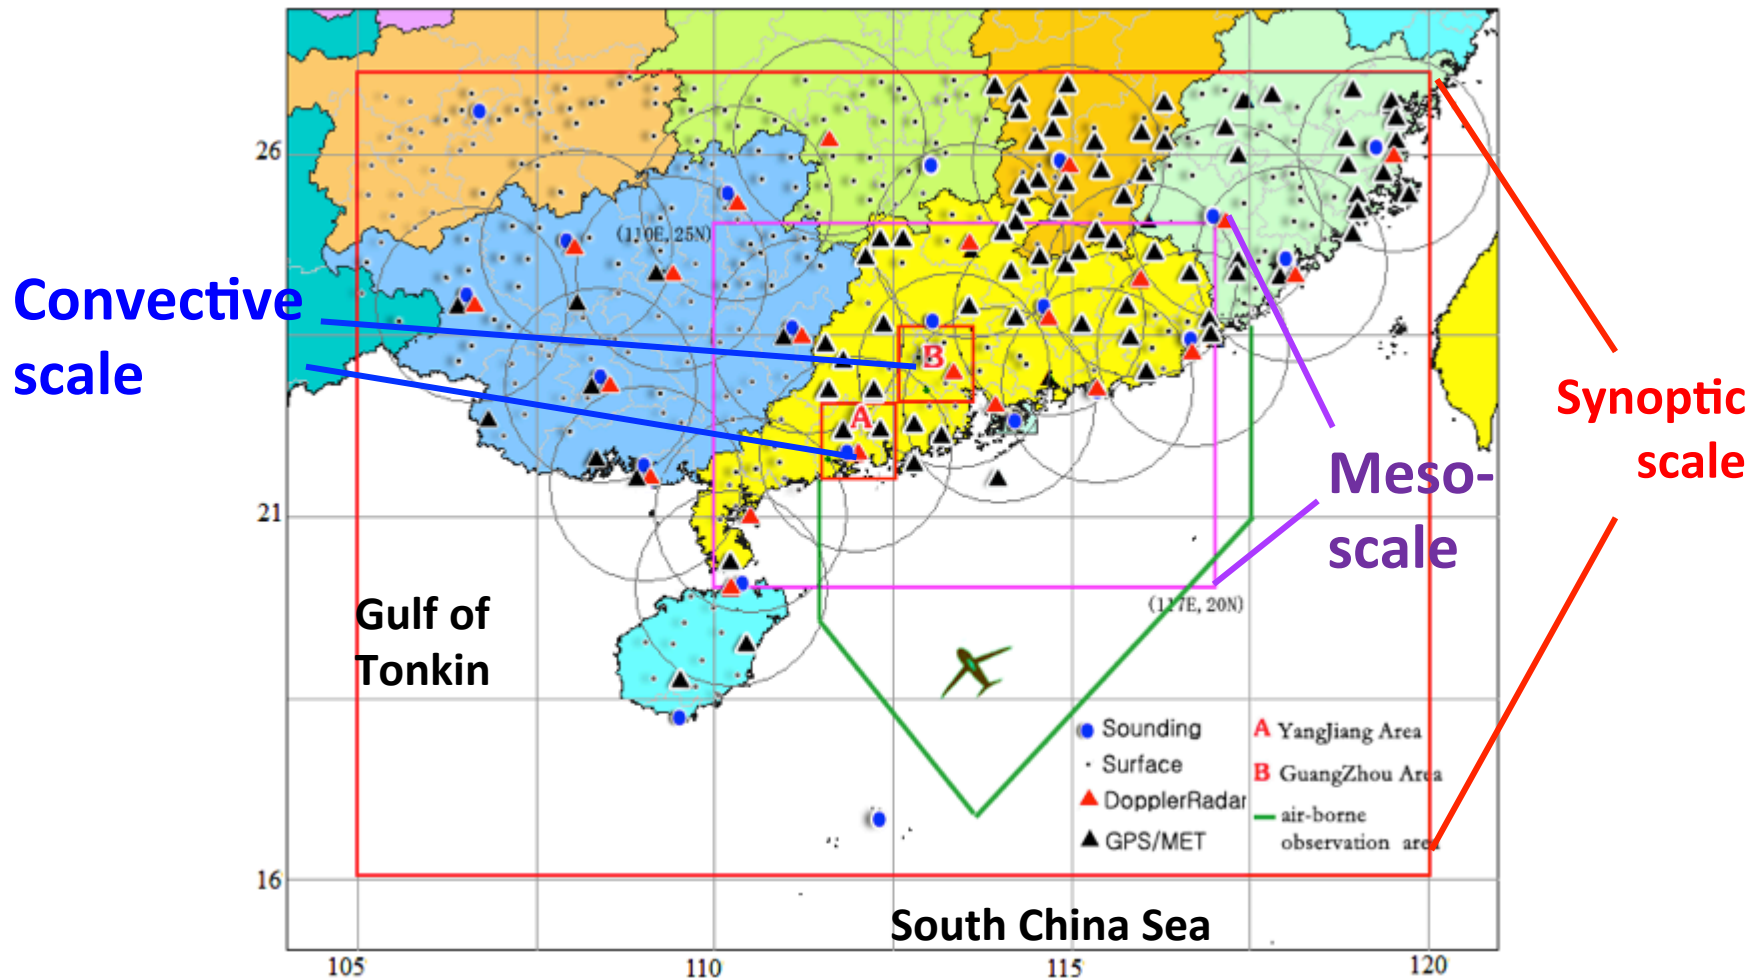 26
(110E, 25N)
Convective
scale
B
A
Synoptic
scale
Meso-
scale
21
Gulf of
Tonkin
(117E, 20N)
Sounding
Surface
DopplerRadar
GPS/MET
A YangJiang Area
B GuangZhou Area
air-borne
observation area
16
South China Sea
105
110
115
120